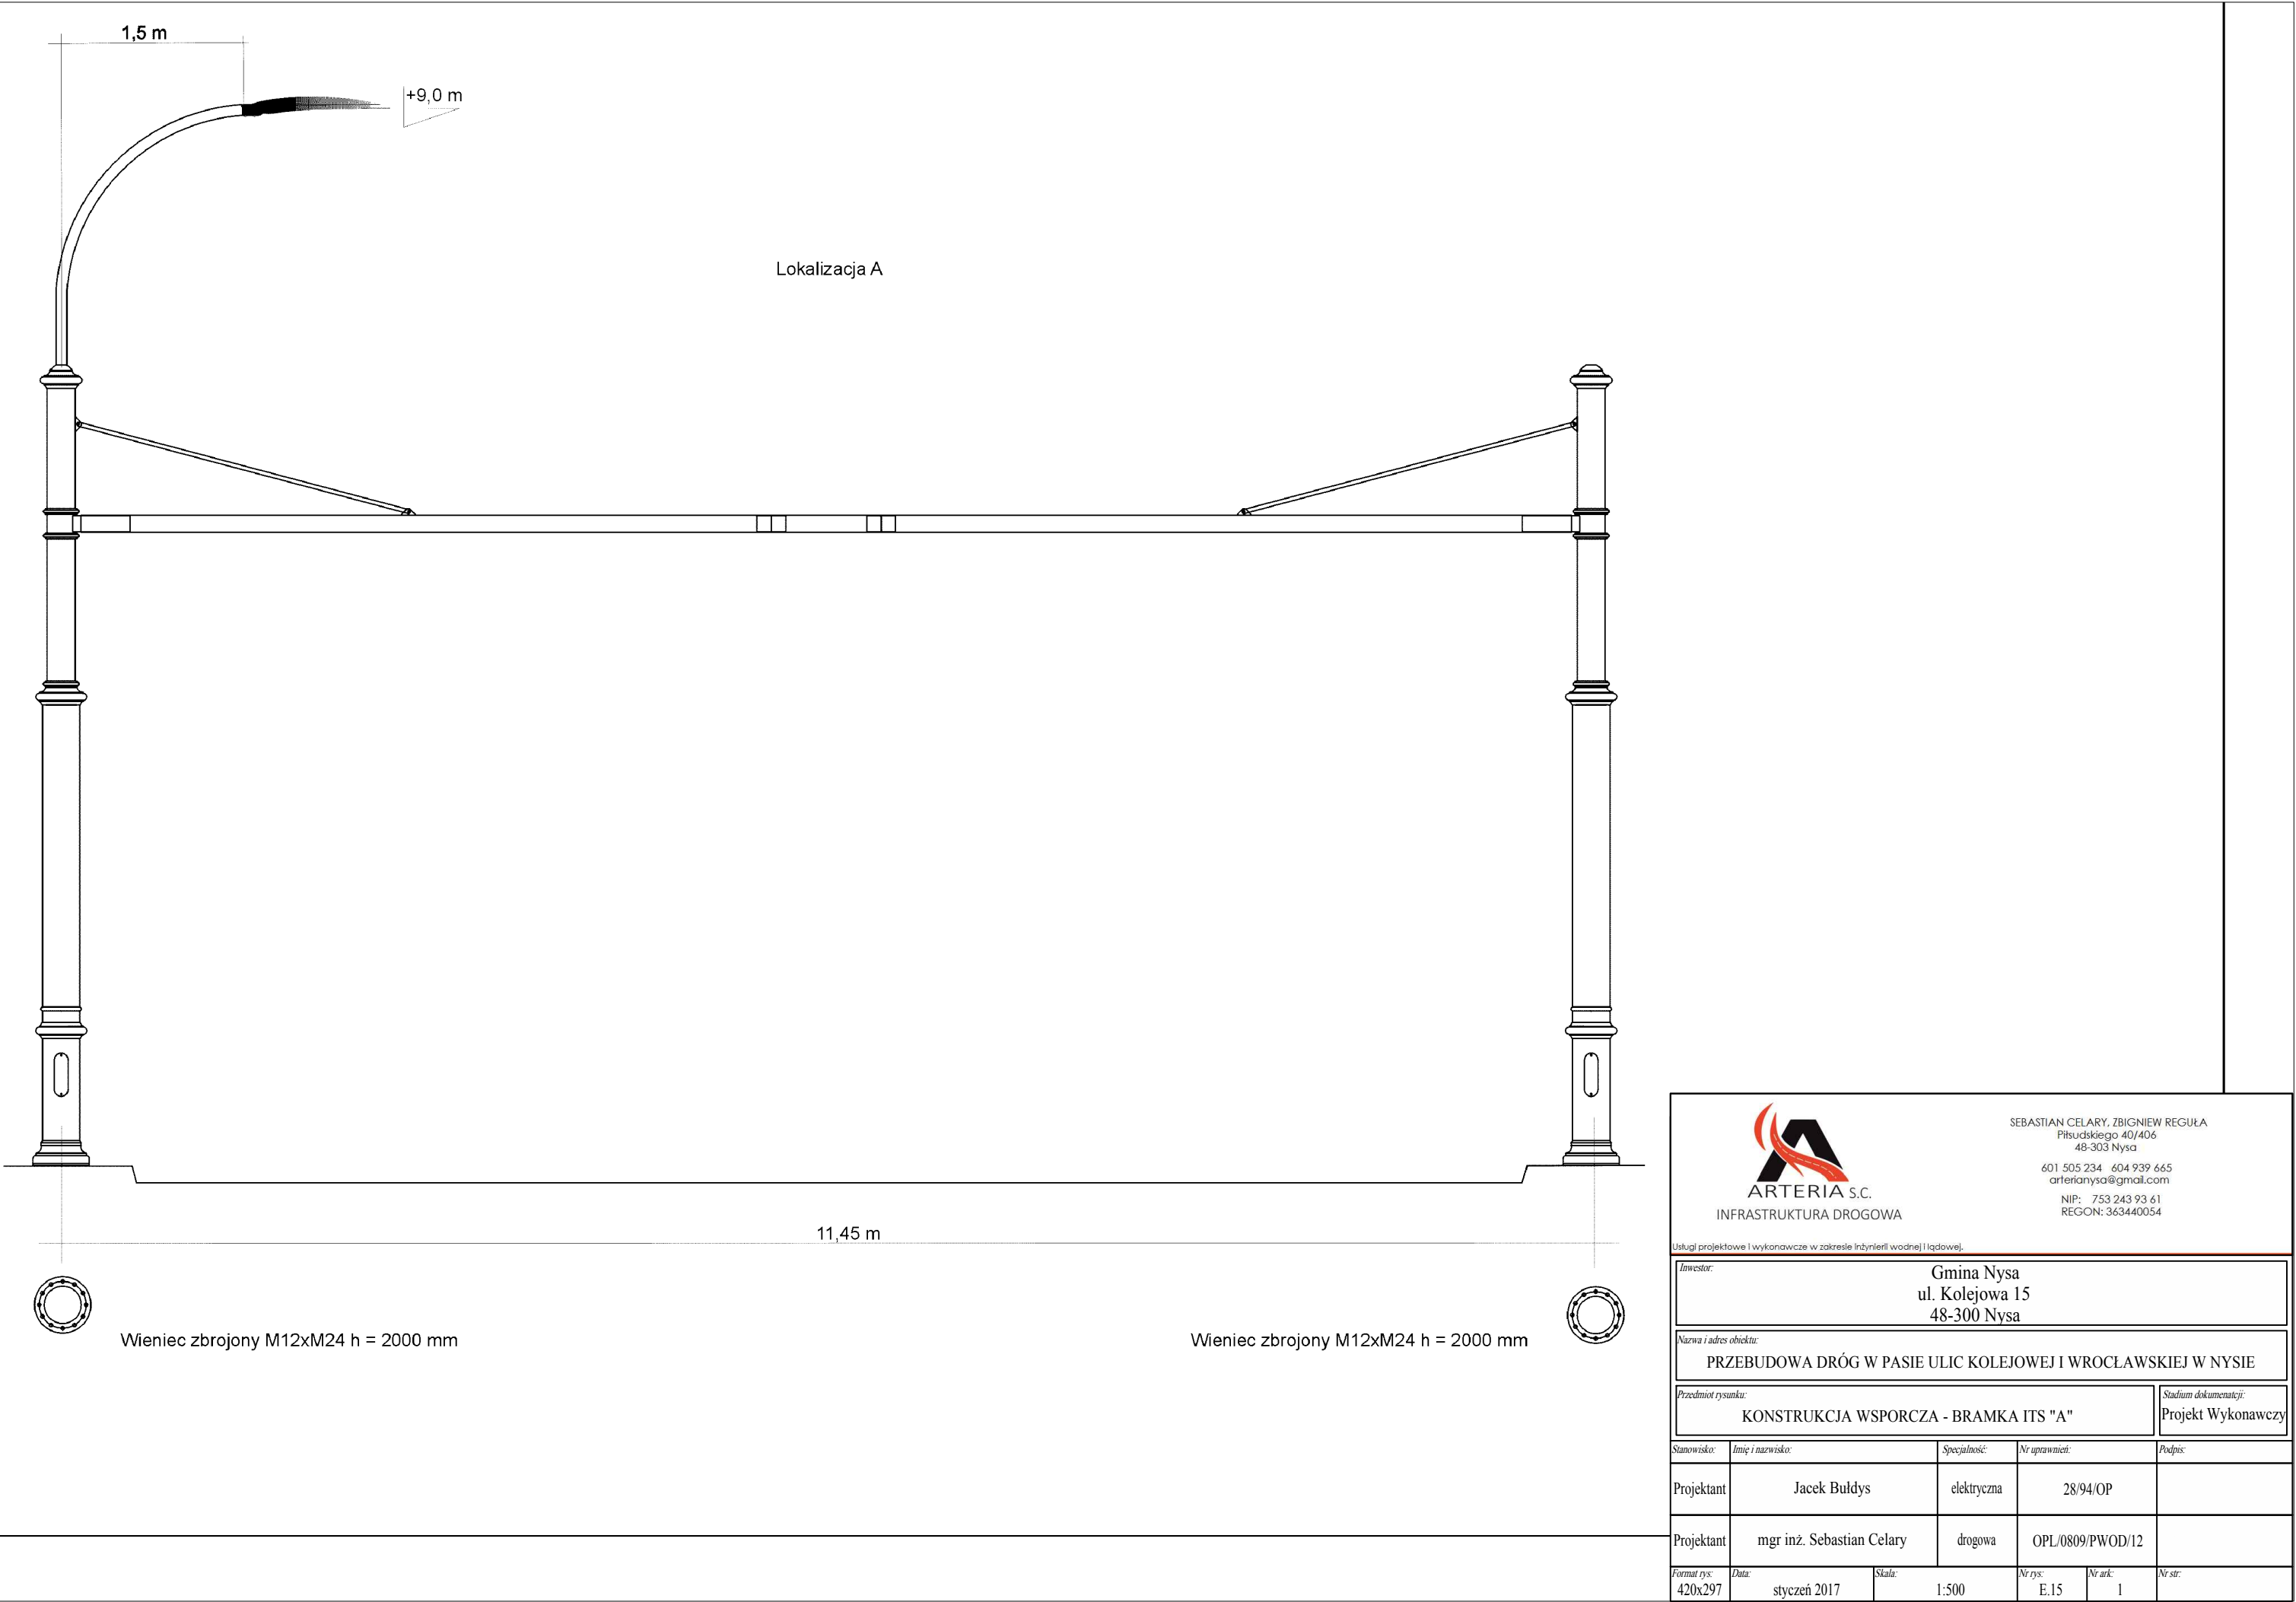 1,5 m
+9,0 m
Lokalizacja A
11,45 m
Wieniec zbrojony M12xM24 h = 2000 mm
Wieniec zbrojony M12xM24 h = 2000 mm
ARTERIA S.C.
INFRASTRUKTURA DROGOWA
SEBASTIAN CELARY, ZBIGNIEW REGUŁA
Piłsudskiego 40/406
48-303 Nysa
601 505 234 604 939 665
arterianysa@gmail.com
NIP: 753 243 93 61
REGON: 363440054
Usługi projektowe i wykonawcze w zakresie inżynierii wodnej i lądowej.
Inwestor:
Gmina Nysa
ul. Kolejowa 15
48-300 Nysa
Nazwa i adres obiektu:
PRZEBUDOWA DRÓG W PASIE ULIC KOLEJOWEJ I WROCŁAWSKIEJ W NYSIE
Przedmiot rysunku:
KONSTRUKCJA WSPORCZA - BRAMKA ITS "A"
Stadium dokumenatcji:
Projekt Wykonawczy
Stanowisko: Imię i nazwisko: Specjalność: Nr uprawnień: Podpis:
Projektant Jacek Bułdys elektryczna 28/94/OP
Projektant mgr inż. Sebastian Celary drogowa OPL/0809/PWOD/12
Format rys: Data: Skala: Nr rys: Nr ark: Nr str:
420x297 styczeń 2017 1:500 E.15 1